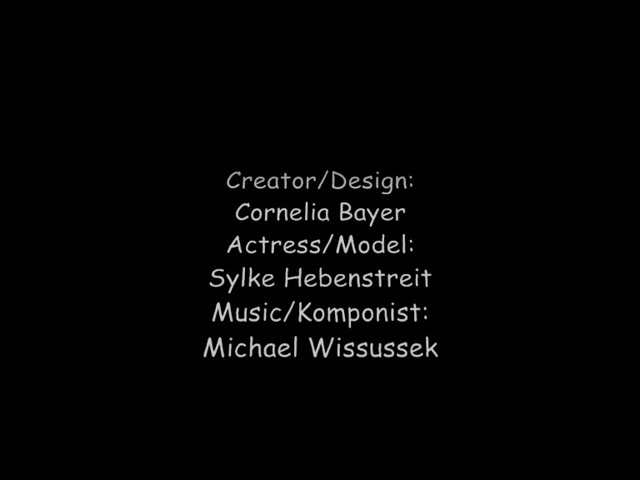 Creator/Design:
Cornelia Bayer
Actress/Model:
Sylke Hebenstreit
Music/Komponist:
Michael Wissussek